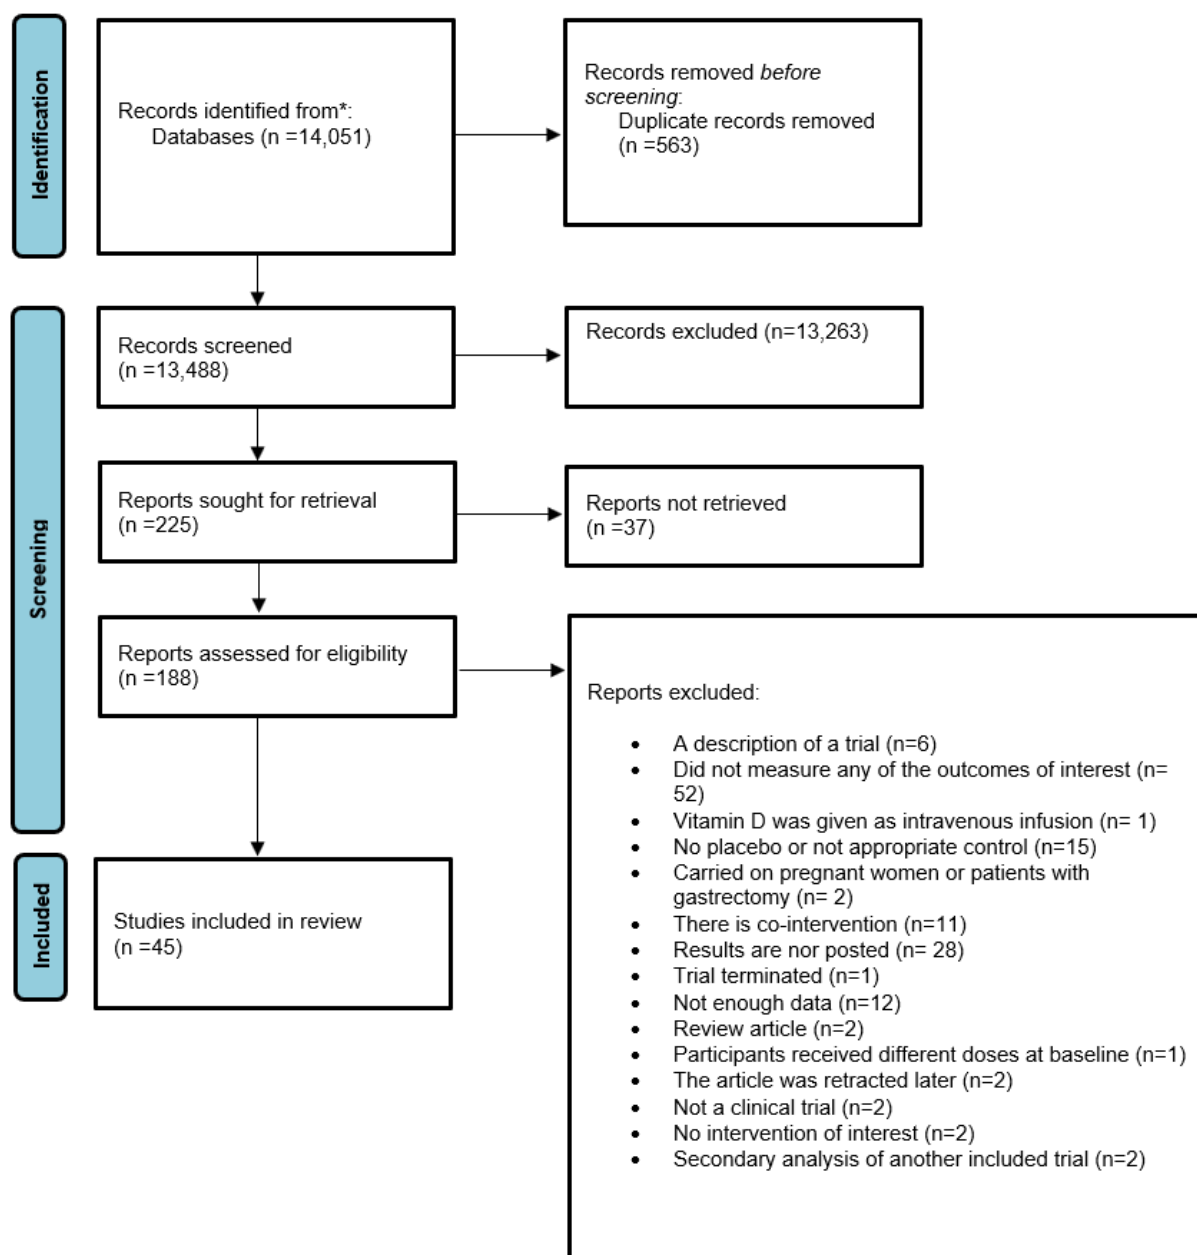 Identification
Records identified from*:
Databases (n =14,051)
Records removed before
screening:
Duplicate records removed
(n =563)
Screening
Records screened
(n =13,488)
Records excluded (n=13,263)
Reports sought for retrieval
(n =225)
Reports not retrieved
(n =37)
Reports assessed for eligibility
(n =188)
Reports excluded:
• A description of a trial (n=6)
• Did not measure any of the outcomes of interest (n=
52)
• Vitamin D was given as intravenous infusion (n= 1)
• No placebo or not appropriate control (n=15)
• Carried on pregnant women or patients with
gastrectomy (n= 2)
• There is co-intervention (n=11)
• Results are nor posted (n= 28)
• Trial terminated (n=1)
• Not enough data (n=12)
• Review article (n=2)
• Participants received different doses at baseline (n=1)
• The article was retracted later (n=2)
• Not a clinical trial (n=2)
• No intervention of interest (n=2)
• Secondary analysis of another included trial (n=2)
Included
Studies included in review
(n =45)